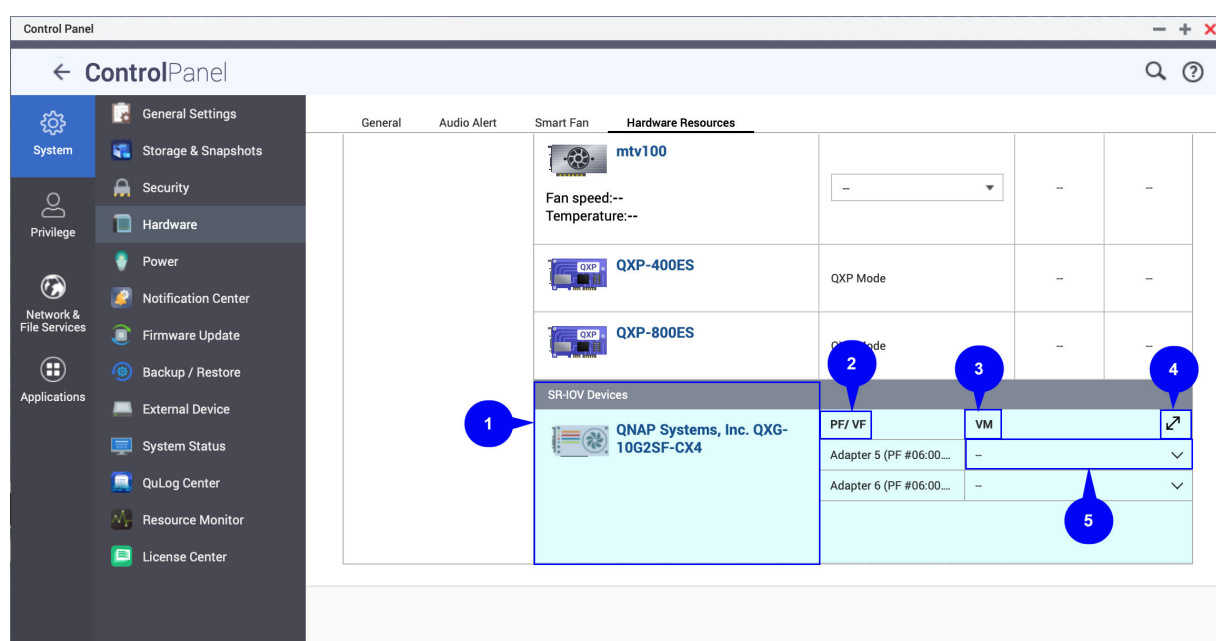 Control Panel
ControlPanel
System
Privilege
Network &
File Services
Applications
General Settings
Storage & Snapshots
Security
Hardware
Power
Notification Center
Firmware Update
Backup / Restore
External Device
System Status
QuLog Center
Resource Monitor
License Center
General Audio Alert Smart Fan Hardware Resources
mtv100
Fan speed:--
Temperature:--
-- -- --
QXP
QXP-400ES
QXP Mode -- --
QXP
QXP-800ES
Mode -- --
SR-IOV Devices
1 2 3 4
QNAP Systems, Inc. QXG-
10G2SF-CX4
PF/ VF VM
Adapter 5 (PF #06:00.... --
Adapter 6 (PF #06:00.... --
5